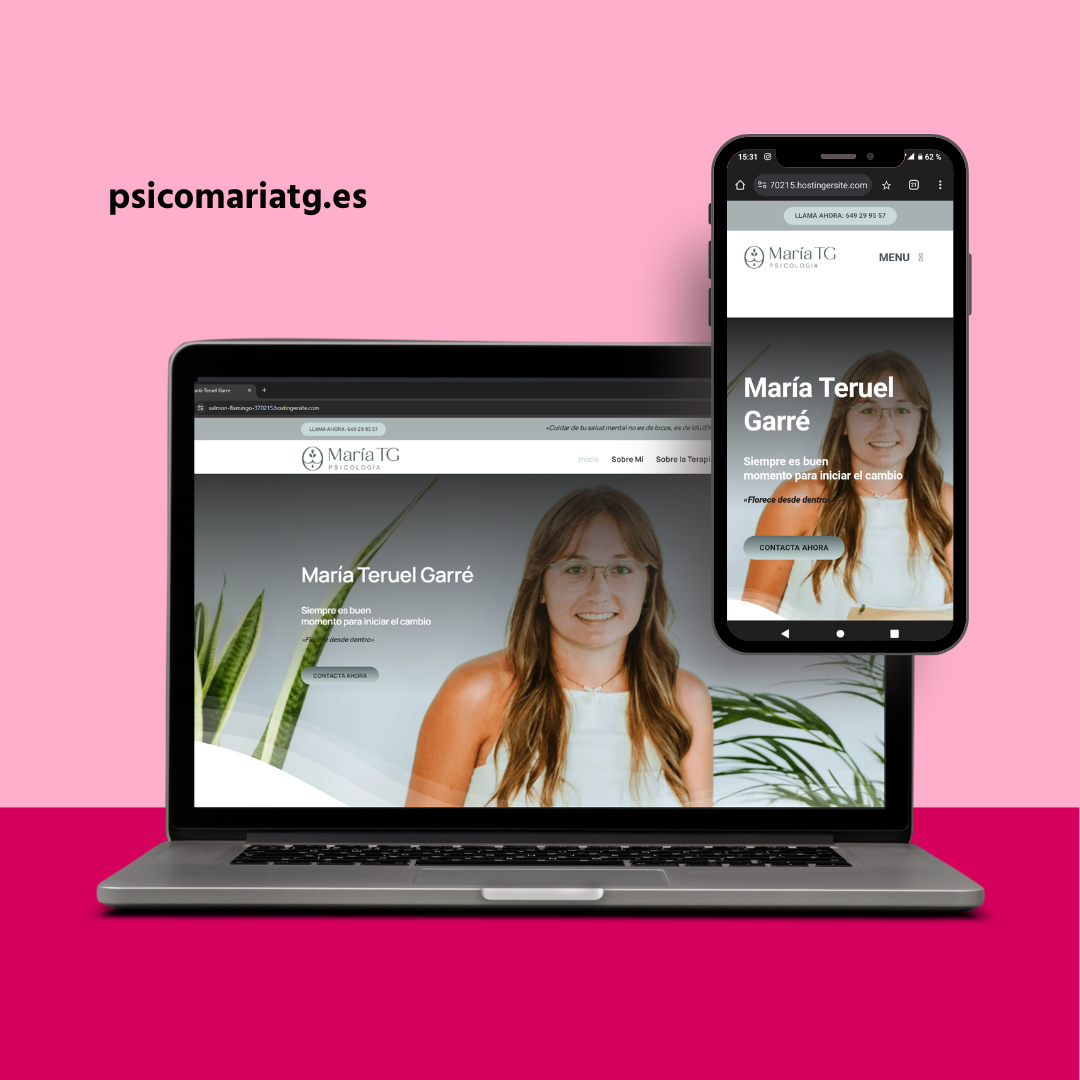 psicomariatg.es
15:31
62 %
70215.hostingersite.com
21
LLAMA AHORA: 649 29 95 57
María TG
PSICOLOGÍA
MENU
María Teruel
Garré
Siempre es buen
momento para iniciar el cambio
«Florece desde dentro»
CONTACTA AHORA
aría Teruel Garré
salmon-flamingo-370215.hostingersite.com
LLAMA AHORA: 649 29 95 57
«Cuidar de tu salud mental no es de locos, es de
María TG
PSICOLOGÍA
Inicio Sobre Mí Sobre la Terapi
María Teruel Garré
Siempre es buen
momento para iniciar el cambio
«Florece desde dentro»
CONTACTA AHORA